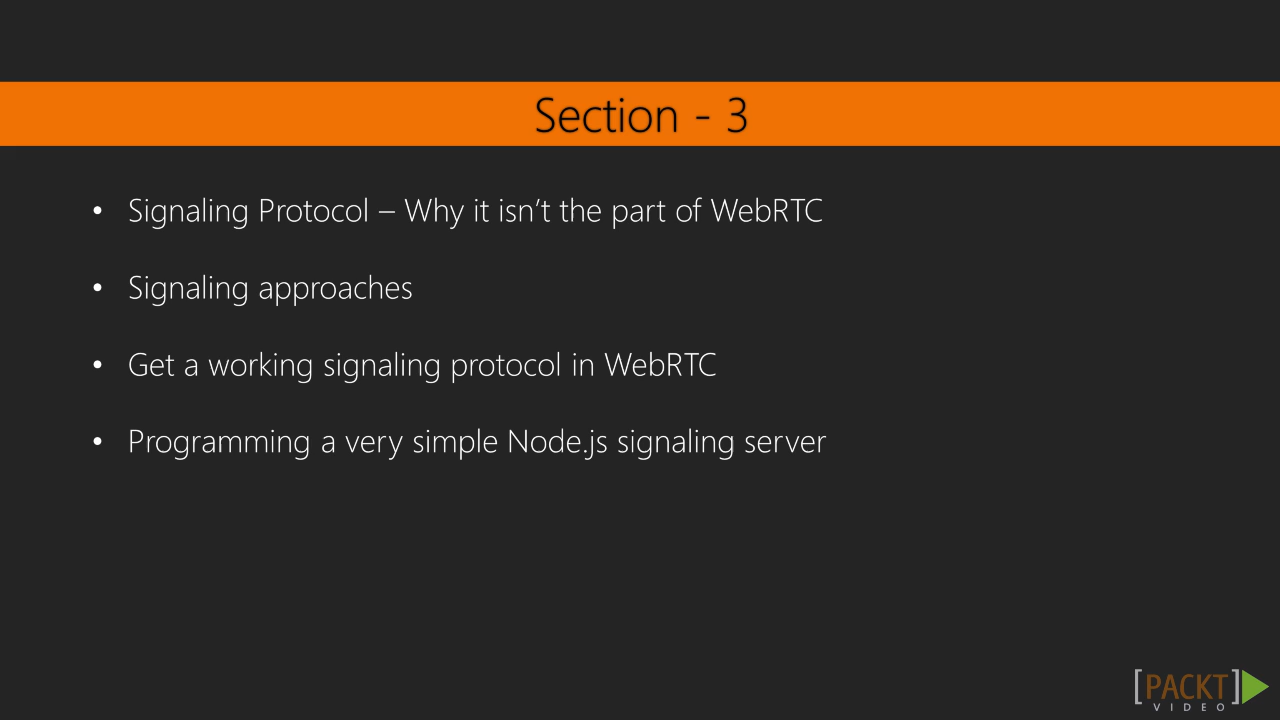 Section - 3
• Signaling Protocol – Why it isn’t the part of WebRTC
• Signaling approaches
• Get a working signaling protocol in WebRTC
• Programming a very simple Node.js signaling server
[PACKT]
VIDEO